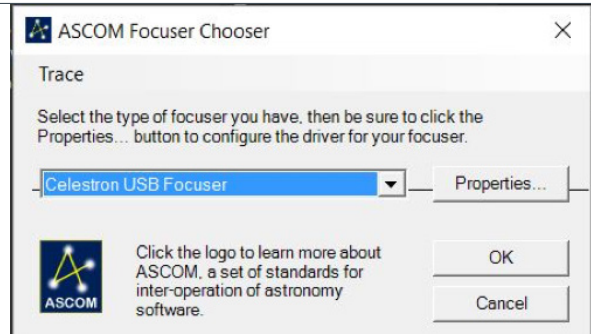 ASCOM Focuser Chooser
Trace
Select the type of focuser you have, then be sure to click the
Properties... button to configure the driver for your focuser.
Celestron USB Focuser
Properties...
Click the logo to learn more about
ASCOM, a set of standards for
inter-operation of astronomy
software.
ASCOM
OK
Cancel